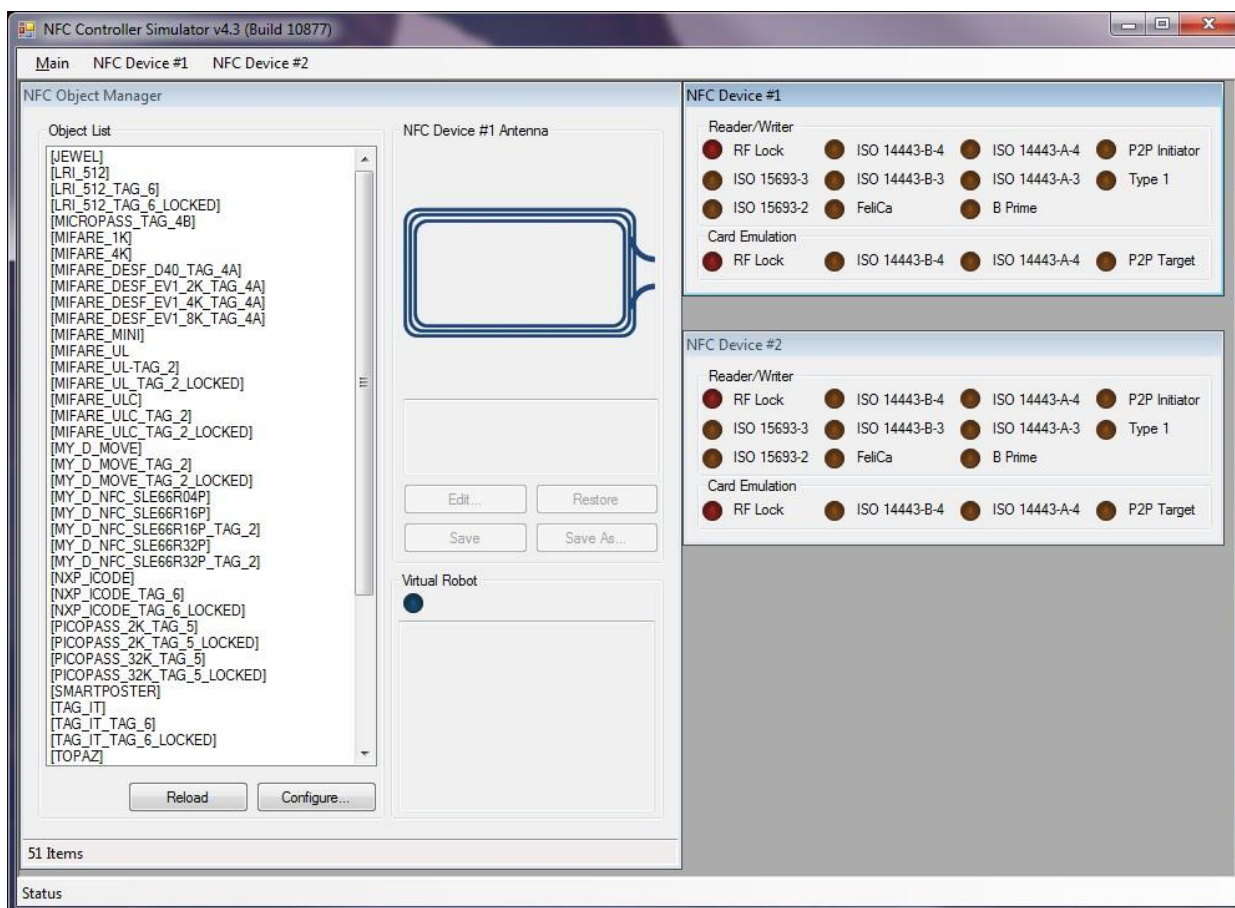 NFC Controller Simulator v4.3 (Build 10877)
Main NFC Device #1 NFC Device #2
NFC Object Manager
Object List
[JEWEL]
[LRI_512]
[LRI_512_TAG_6]
[LRI_512_TAG_6_LOCKED]
[MICROPASS_TAG_4B]
[MIFARE_1K]
[MIFARE_4K]
[MIFARE_DESF_D40_TAG_4A]
[MIFARE_DESF_EV1_2K_TAG_4A]
[MIFARE_DESF_EV1_4K_TAG_4A]
[MIFARE_DESF_EV1_8K_TAG_4A]
[MIFARE_MINI]
[MIFARE_UL
[MIFARE_UL-TAG_2]
[MIFARE_UL_TAG_2_LOCKED]
[MIFARE_ULC]
[MIFARE_ULC_TAG_2]
[MIFARE_ULC_TAG_2_LOCKED]
[MY_D_MOVE]
[MY_D_MOVE_TAG_2]
[MY_D_MOVE_TAG_2_LOCKED]
[MY_D_NFC_SLE66R04P]
[MY_D_NFC_SLE66R16P]
[MY_D_NFC_SLE66R16P_TAG_2]
[MY_D_NFC_SLE66R32P]
[MY_D_NFC_SLE66R32P_TAG_2]
[NXP_ICODE]
[NXP_ICODE_TAG_6]
[NXP_ICODE_TAG_6_LOCKED]
[PICOPASS_2K_TAG_5]
[PICOPASS_2K_TAG_5_LOCKED]
[PICOPASS_32K_TAG_5]
[PICOPASS_32K_TAG_5_LOCKED]
[SMARTPOSTER]
[TAG_IT]
[TAG_IT_TAG_6]
[TAG_IT_TAG_6_LOCKED]
[TOPAZ]
Reload Configure...
51 Items
Status
NFC Device #1 Antenna
Edit... Restore
Save Save As...
Virtual Robot
NFC Device #1
Reader/Writer
RF Lock ISO 14443-B-4 ISO 14443-A-4 P2P Initiator
ISO 15693-3 ISO 14443-B-3 ISO 14443-A-3 Type 1
ISO 15693-2 FeliCa B Prime
Card Emulation
RF Lock ISO 14443-B-4 ISO 14443-A-4 P2P Target
NFC Device #2
Reader/Writer
RF Lock ISO 14443-B-4 ISO 14443-A-4 P2P Initiator
ISO 15693-3 ISO 14443-B-3 ISO 14443-A-3 Type 1
ISO 15693-2 FeliCa B Prime
Card Emulation
RF Lock ISO 14443-B-4 ISO 14443-A-4 P2P Target